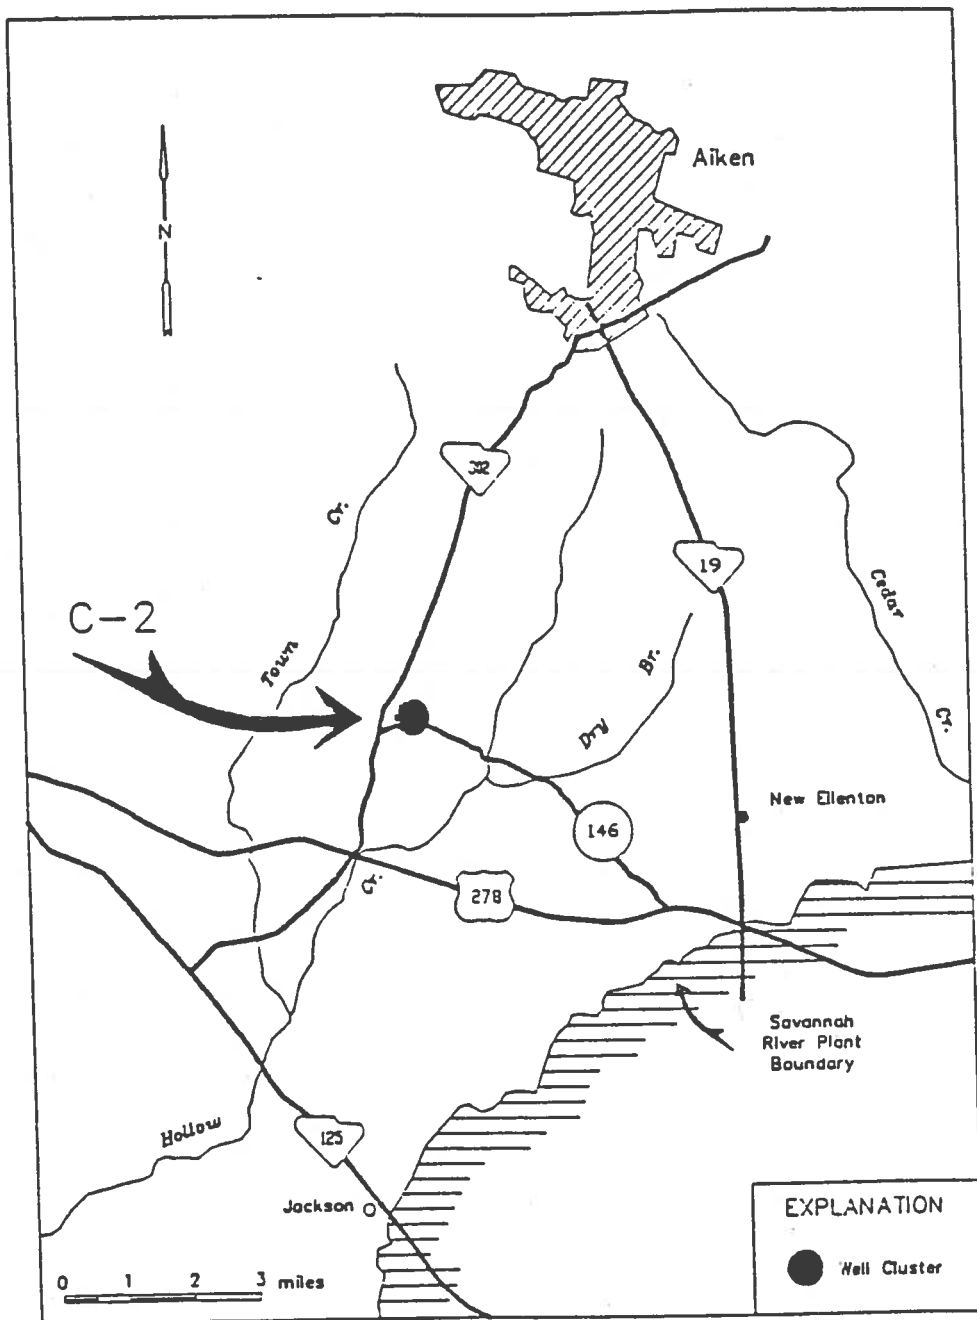 Aiken
N
302
Cr.
19
Cedar
C-2
Town
Br.
Dry
Cr.
New Ellenton
146
Cr.
278
Savannah
River Plant
Boundary
Hollow
125
Jackson
EXPLANATION
Well Cluster
0 1 2 3 miles